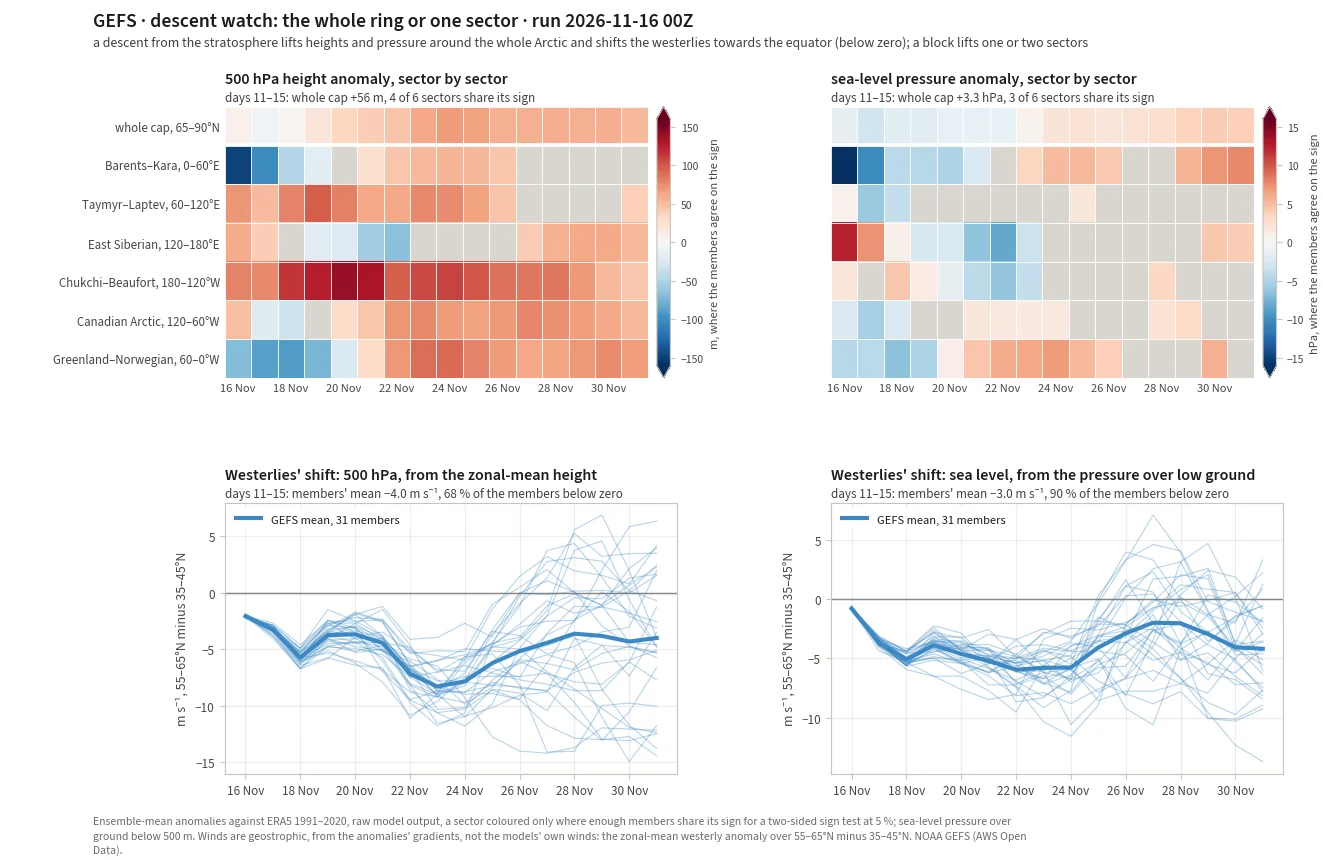 GEFS · descent watch: the whole ring or one sector · run 2026-11-16 00Z
a descent from the stratosphere lifts heights and pressure around the whole Arctic and shifts the westerlies towards the equator (below zero); a block lifts one or two sectors
500 hPa height anomaly, sector by sector
days 11–15: whole cap +56 m, 4 of 6 sectors share its sign
whole cap, 65–90°N
Barents–Kara, 0–60°E
Taymyr–Laptev, 60–120°E
East Siberian, 120–180°E
Chukchi–Beaufort, 180–120°W
Canadian Arctic, 120–60°W
Greenland–Norwegian, 60–0°W
16 Nov 18 Nov 20 Nov 22 Nov 24 Nov 26 Nov 28 Nov 30 Nov
150
100
50
0
−50
−100
−150
m, where the members agree on the sign
sea-level pressure anomaly, sector by sector
days 11–15: whole cap +3.3 hPa, 3 of 6 sectors share its sign
16 Nov 18 Nov 20 Nov 22 Nov 24 Nov 26 Nov 28 Nov 30 Nov
15
10
5
0
−5
−10
−15
hPa, where the members agree on the sign
Westerlies' shift: 500 hPa, from the zonal-mean height
days 11–15: members' mean −4.0 m s⁻¹, 68 % of the members below zero
GEFS mean, 31 members
5
0
−5
−10
−15
m s⁻¹, 55–65°N minus 35–45°N
16 Nov 18 Nov 20 Nov 22 Nov 24 Nov 26 Nov 28 Nov 30 Nov
Westerlies' shift: sea level, from the pressure over low ground
days 11–15: members' mean −3.0 m s⁻¹, 90 % of the members below zero
GEFS mean, 31 members
5
0
−5
−10
m s⁻¹, 55–65°N minus 35–45°N
16 Nov 18 Nov 20 Nov 22 Nov 24 Nov 26 Nov 28 Nov 30 Nov
Ensemble-mean anomalies against ERA5 1991–2020, raw model output, a sector coloured only where enough members share its sign for a two-sided sign test at 5 %; sea-level pressure over
ground below 500 m. Winds are geostrophic, from the anomalies' gradients, not the models' own winds: the zonal-mean westerly anomaly over 55–65°N minus 35–45°N. NOAA GEFS (AWS Open
Data).